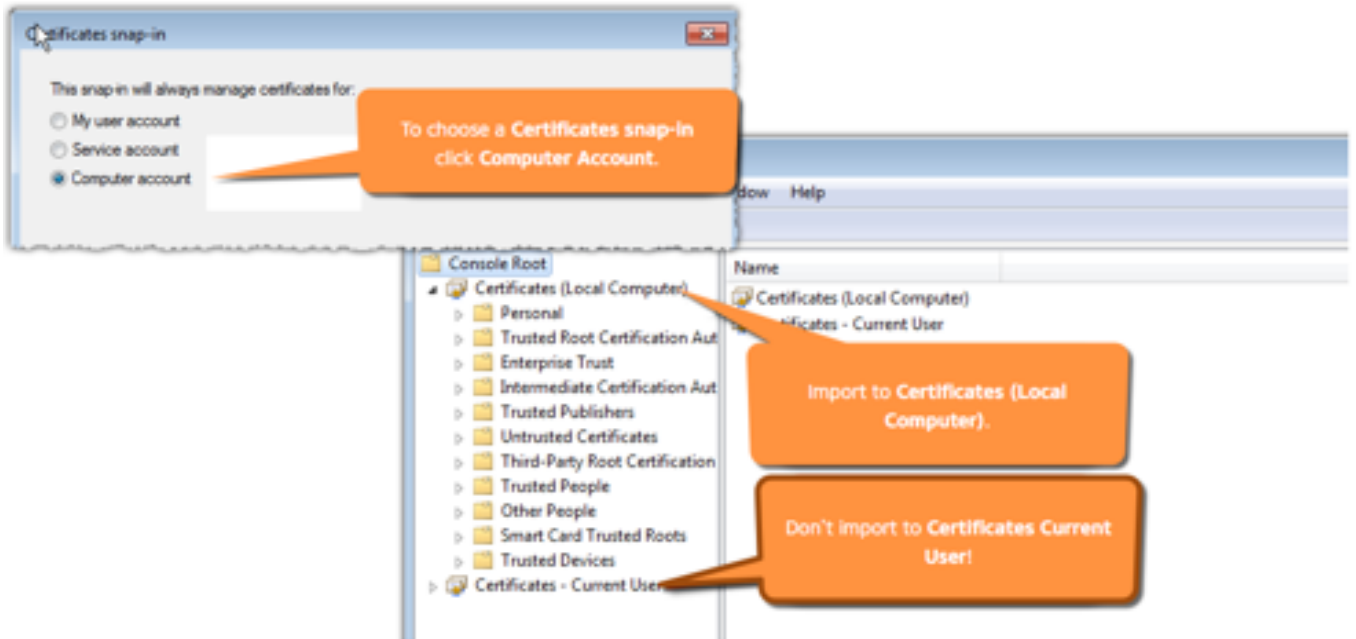 Certificates snap-in
This snap-in will always manage certificates for:
My user account
Service account
Computer account
To choose a Certificates snap-in
click Computer Account.
dow Help
Console Root
Certificates (Local Computer)
Personal
Trusted Root Certification Aut
Enterprise Trust
Intermediate Certification Aut
Trusted Publishers
Untrusted Certificates
Third-Party Root Certification
Trusted People
Other People
Smart Card Trusted Roots
Trusted Devices
Certificates - Current User
Name
Certificates (Local Computer)
tificates - Current User
Import to Certificates (Local
Computer).
Don't import to Certificates Current
User!